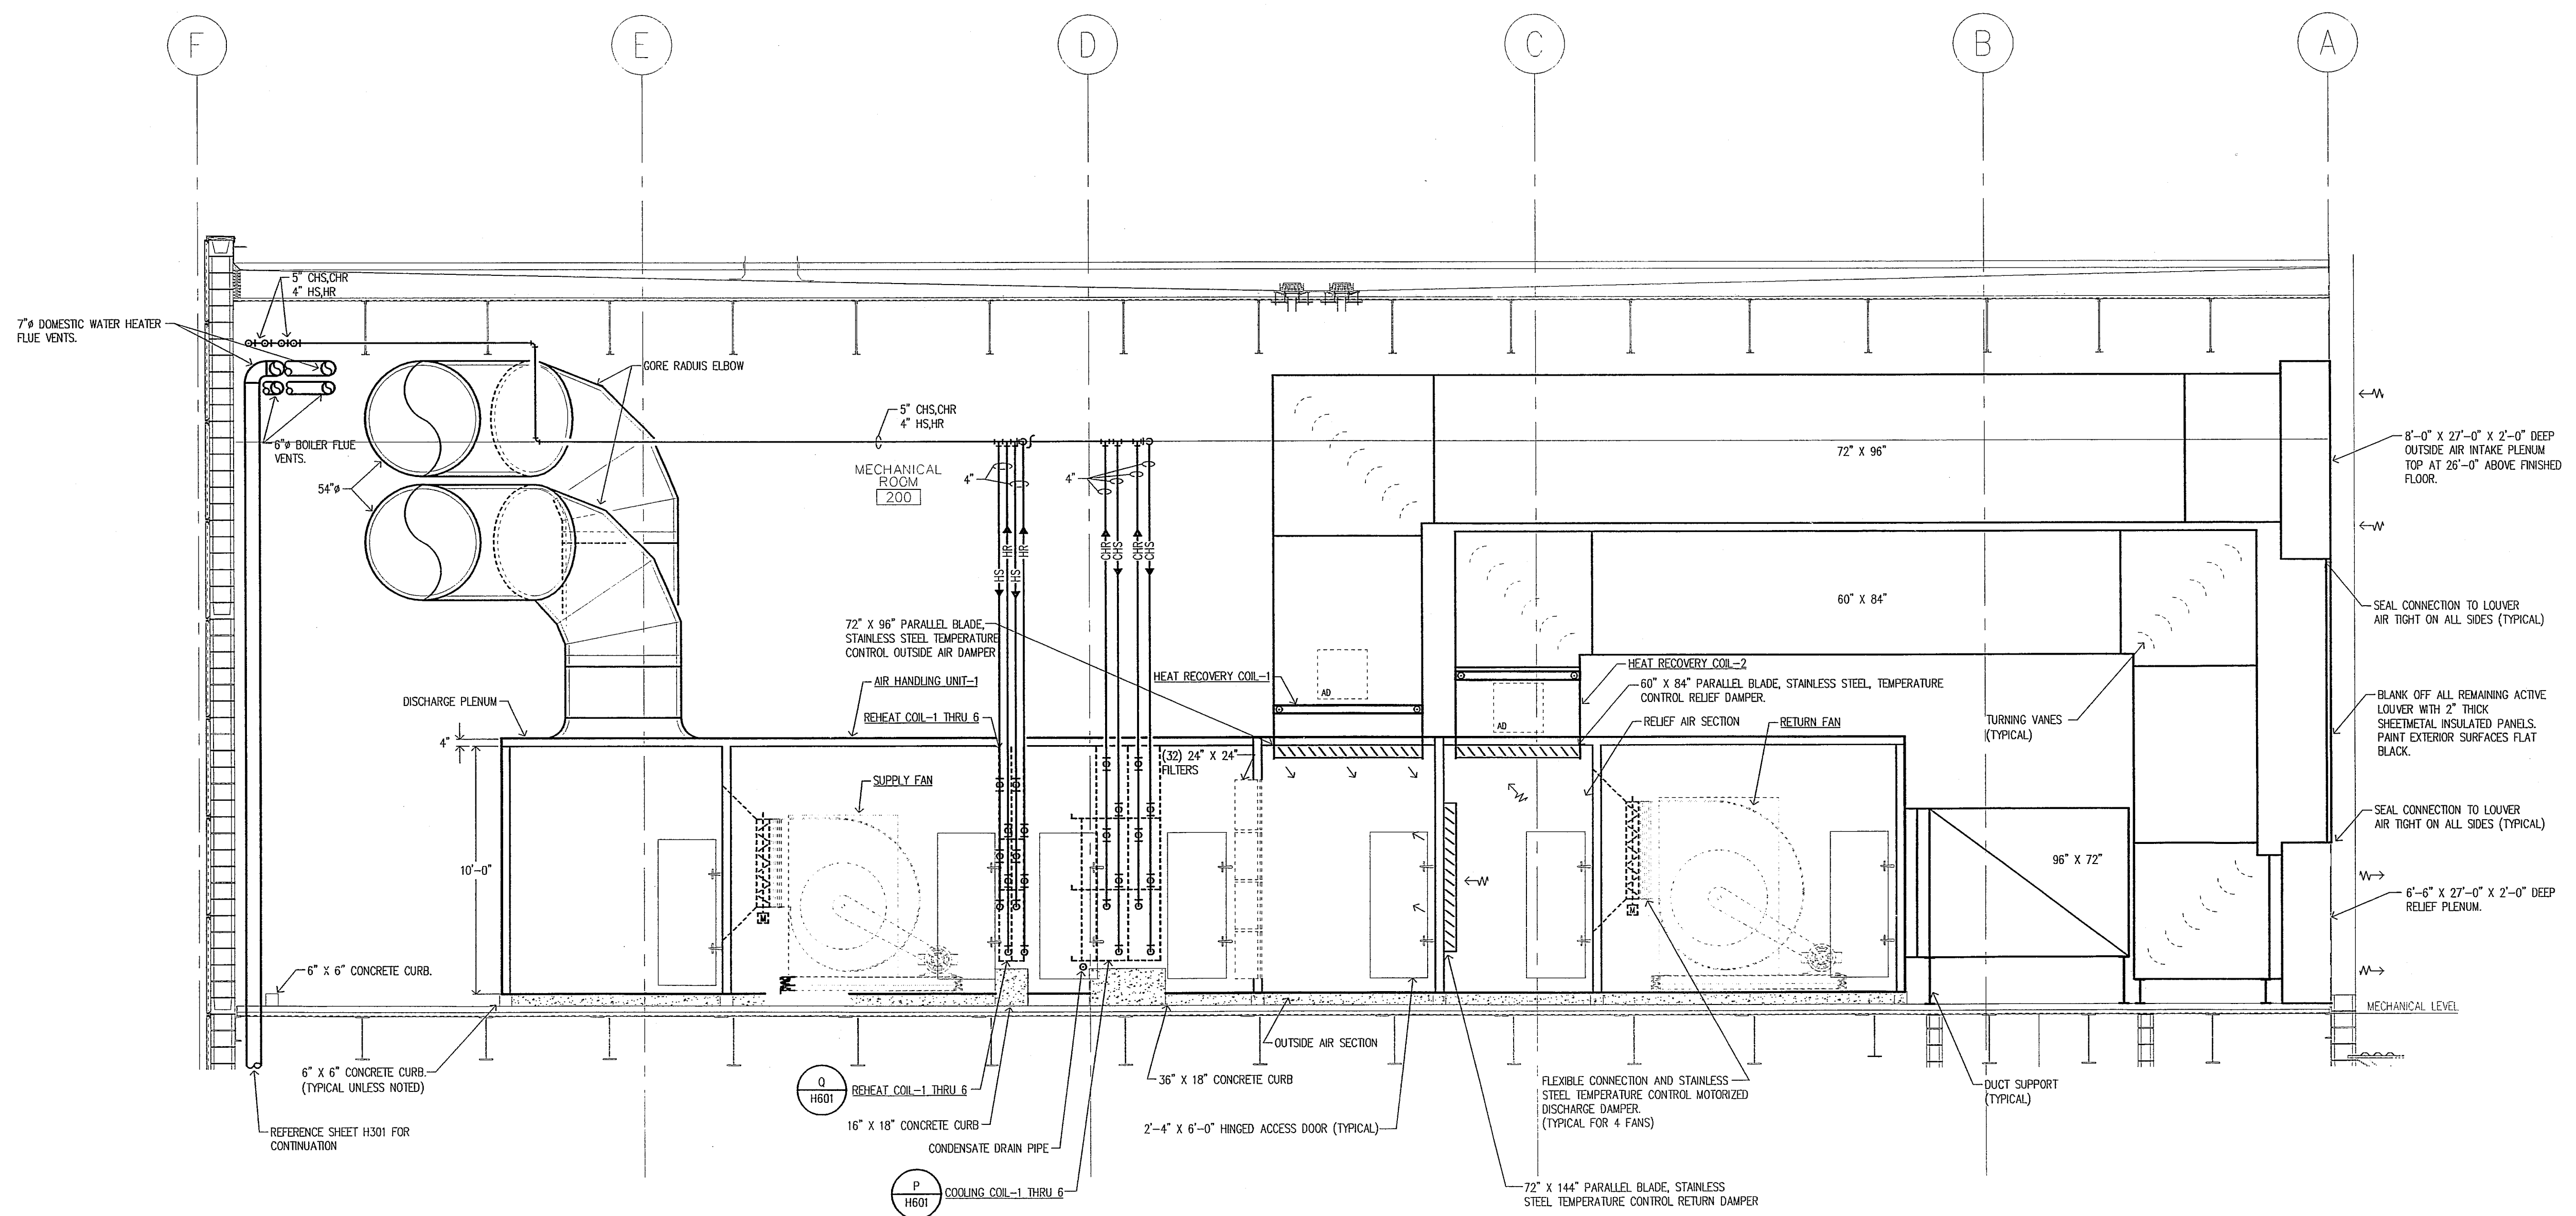 F
E
D
C
B
A
5" CHS,CHR
4" HS,HR
7"ø DOMESTIC WATER HEATER
FLUE VENTS.
GORE RADUIS ELBOW
6"ø BOILER FLUE
VENTS.
54"ø
5" CHS,CHR
4" HS,HR
MECHANICAL
ROOM
200
4"
4"
HS
HR
HS
HR
CHR
CHS
CHR
CHS
72" X 96"
8'-0" X 27'-0" X 2'-0" DEEP
OUTSIDE AIR INTAKE PLENUM
TOP AT 26'-0" ABOVE FINISHED
FLOOR.
60" X 84"
SEAL CONNECTION TO LOUVER
AIR TIGHT ON ALL SIDES (TYPICAL)
72" X 96" PARALLEL BLADE,
STAINLESS STEEL TEMPERATURE
CONTROL OUTSIDE AIR DAMPER
HEAT RECOVERY COIL-1
AD
HEAT RECOVERY COIL-2
60" X 84" PARALLEL BLADE, STAINLESS STEEL, TEMPERATURE
CONTROL RELIEF DAMPER.
AD
AIR HANDLING UNIT-1
DISCHARGE PLENUM
REHEAT COIL-1 THRU 6
RELIEF AIR SECTION
RETURN FAN
TURNING VANES
(TYPICAL)
BLANK OFF ALL REMAINING ACTIVE
LOUVER WITH 2" THICK
SHEETMETAL INSULATED PANELS.
PAINT EXTERIOR SURFACES FLAT
BLACK.
4"
(32) 24" X 24"
FILTERS
SUPPLY FAN
SEAL CONNECTION TO LOUVER
AIR TIGHT ON ALL SIDES (TYPICAL)
10'-0"
96" X 72"
6'-6" X 27'-0" X 2'-0" DEEP
RELIEF PLENUM.
6" X 6" CONCRETE CURB.
MECHANICAL LEVEL
OUTSIDE AIR SECTION
6" X 6" CONCRETE CURB.
(TYPICAL UNLESS NOTED)
Q
H601
REHEAT COIL-1 THRU 6
36" X 18" CONCRETE CURB
FLEXIBLE CONNECTION AND STAINLESS
STEEL TEMPERATURE CONTROL MOTORIZED
DISCHARGE DAMPER.
(TYPICAL FOR 4 FANS)
DUCT SUPPORT
(TYPICAL)
16" X 18" CONCRETE CURB
2'-4" X 6'-0" HINGED ACCESS DOOR (TYPICAL)
REFERENCE SHEET H301 FOR
CONTINUATION
CONDENSATE DRAIN PIPE
P
H601
COOLING COIL-1 THRU 6
72" X 144" PARALLEL BLADE, STAINLESS
STEEL TEMPERATURE CONTROL RETURN DAMPER